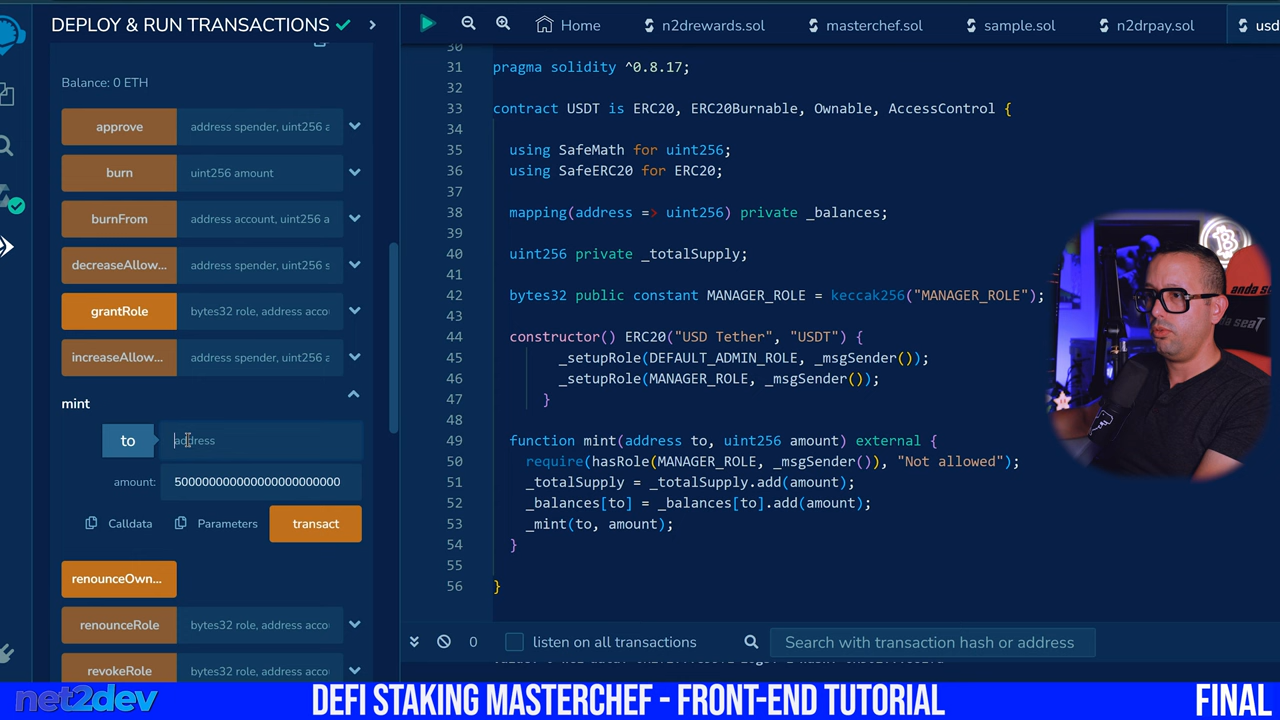 DEPLOY & RUN TRANSACTIONS
Home
n2drewards.sol
masterchef.sol
sample.sol
n2drpay.sol
usd
Balance: 0 ETH
approve
address spender, uint256 a
burn
uint256 amount
burnFrom
address account, uint256 a
decreaseAllow...
address spender, uint256 s
grantRole
bytes32 role, address acco
increaseAllow...
address spender, uint256 a
mint
to
address
amount:
Calldata
Parameters
transact
renounceOwn...
renounceRole
bytes32 role, address acco
revokeRole
bytes32 role, address acco
30
31 pragma solidity ^0.8.17;
32
33 contract USDT is ERC20, ERC20Burnable, Ownable, AccessControl {
34
35 using SafeMath for uint256;
36 using SafeERC20 for ERC20;
37
38 mapping(address => uint256) private _balances;
39
40 uint256 private _totalSupply;
41
42 bytes32 public constant MANAGER_ROLE = keccak256("MANAGER_ROLE");
43
44 constructor() ERC20("USD Tether", "USDT") {
45 _setupRole(DEFAULT_ADMIN_ROLE, _msgSender());
46 _setupRole(MANAGER_ROLE, _msgSender());
47 }
48
49 function mint(address to, uint256 amount) external {
50 require(hasRole(MANAGER_ROLE, _msgSender()), "Not allowed");
51 _totalSupply = _totalSupply.add(amount);
52 _balances[to] = _balances[to].add(amount);
53 _mint(to, amount);
54 }
55
56 }
0
listen on all transactions
Search with transaction hash or address
anda seaT
net2dev
DEFI STAKING MASTERCHEF - FRONT-END TUTORIAL
FINAL